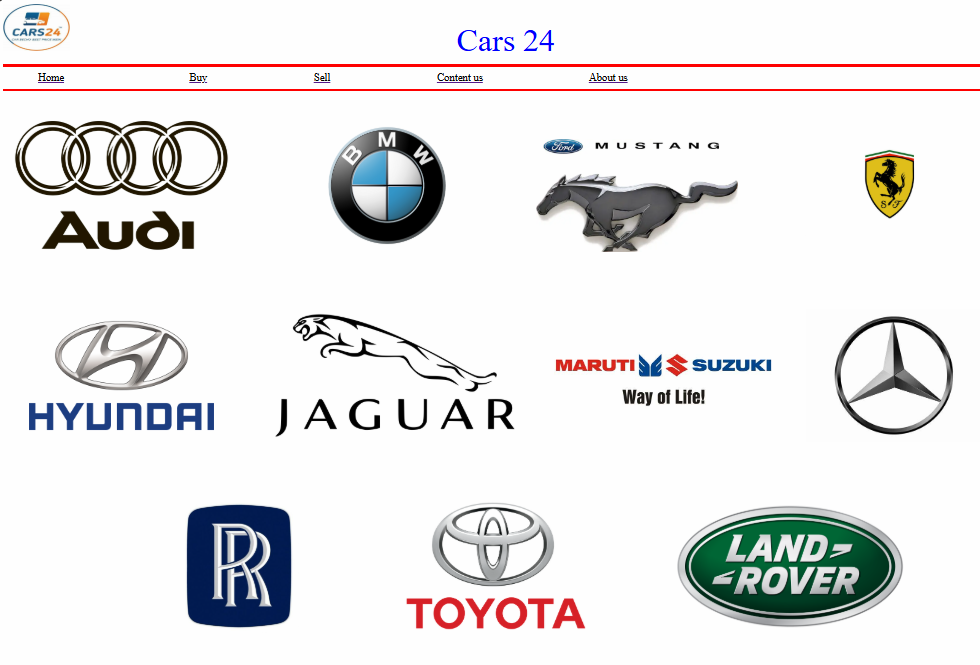 CARS24
Cars 24
Home Buy Sell Content us About us
BMW
Ford MUSTANG
Audi
S F
HYUNDAI
JAGUAR
MARUTI SUZUKI
Way of Life!
RR
TOYOTA
LAND-
-ROVER